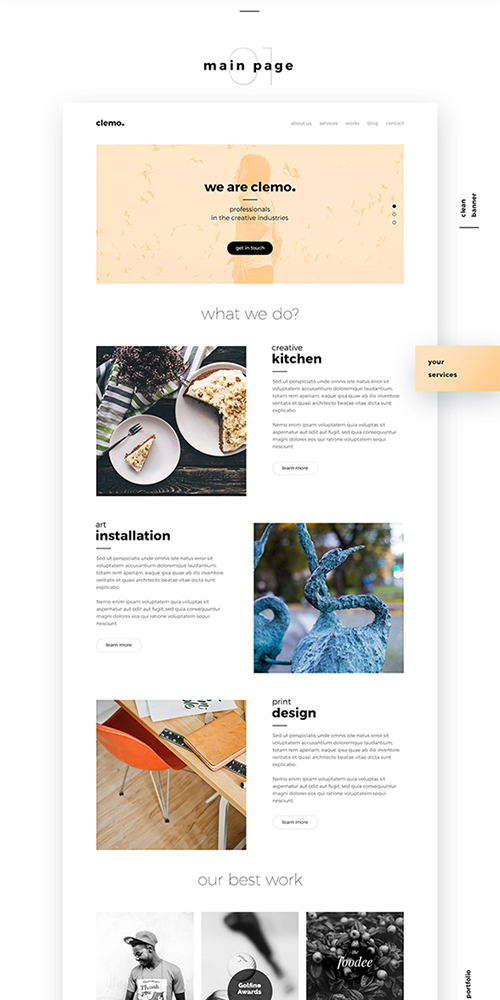 01
main page
clemo.
about us services works blog contact
we are clemo.
professionals
in the creative industries
get in touch
clean
banner
what we do?
creative
kitchen
Sed ut perspiciatis unde omnis iste natus error sit
voluptatem accusantium doloremque laudantium,
totam rem aperiam, eaque ipsa quae ab illo inventore
veritatis et quasi architecto beatae vitae dicta sunt
explicabo.
Nemo enim ipsam voluptatem quia voluptas sit
aspernatur aut odit aut fugit, sed quia consequuntur
magni dolores eos qui ratione voluptatem sequi
nesciunt.
learn more
your
services
art
installation
Sed ut perspiciatis unde omnis iste natus error sit
voluptatem accusantium doloremque laudantium,
totam rem aperiam, eaque ipsa quae ab illo inventore
veritatis et quasi architecto beatae vitae dicta sunt
explicabo.
Nemo enim ipsam voluptatem quia voluptas sit
aspernatur aut odit aut fugit, sed quia consequuntur
magni dolores eos qui ratione voluptatem sequi
nesciunt.
learn more
print
design
Sed ut perspiciatis unde omnis iste natus error sit
voluptatem accusantium doloremque laudantium,
totam rem aperiam, eaque ipsa quae ab illo inventore
veritatis et quasi architecto beatae vitae dicta sunt
explicabo.
Nemo enim ipsam voluptatem quia voluptas sit
aspernatur aut odit aut fugit, sed quia consequuntur
magni dolores eos qui ratione voluptatem sequi
nesciunt.
learn more
our best work
Golfine
Awards
the
foodee
portfolio